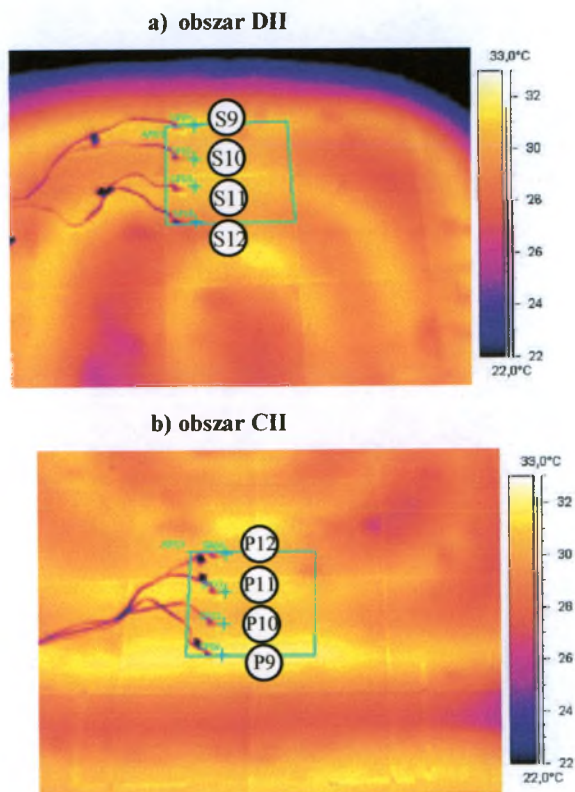 a) obszar DII
33,0°C
32
30
28
26
24
22
22,0°C
S9
S10
S11
S12
b) obszar CII
33,0°C
32
30
28
26
24
22
22,0°C
P12
P11
P10
P9